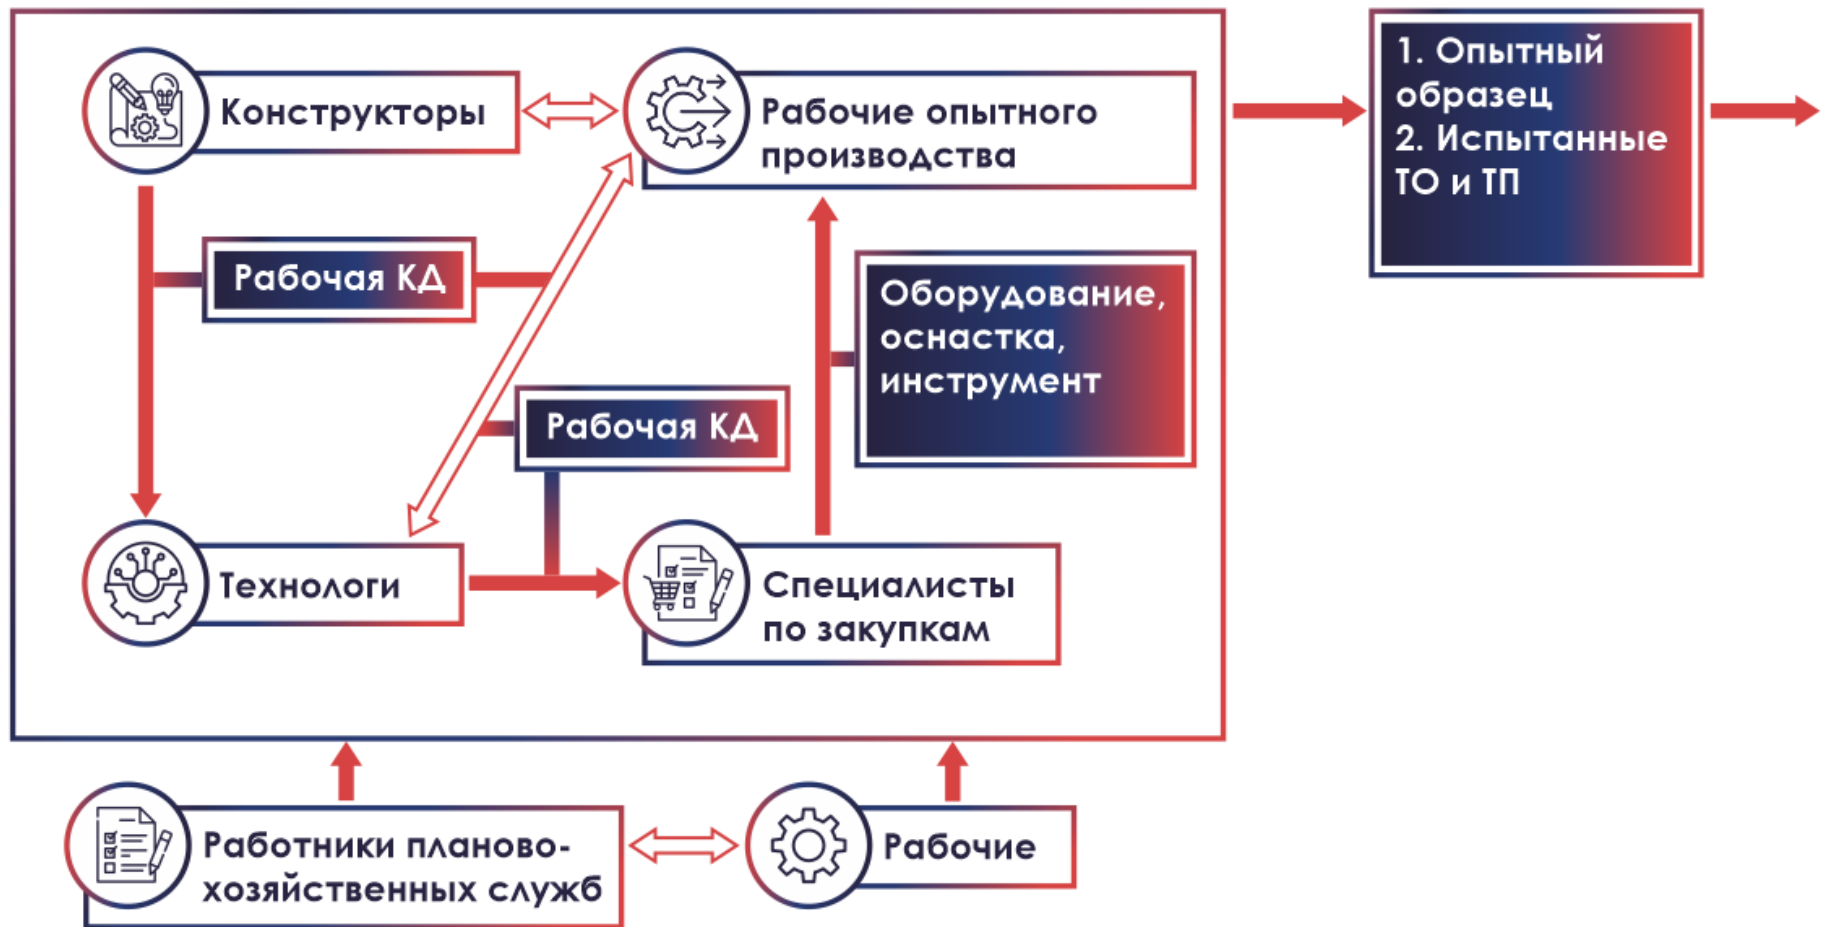 Конструкторы
Рабочие опытного
производства
1. Опытный
образец
2. Испытанные
ТО и ТП
Рабочая КД
Оборудование,
оснастка,
инструмент
Рабочая КД
Технологи
Специалисты
по закупкам
Работники планово-
хозяйственных служб
Рабочие